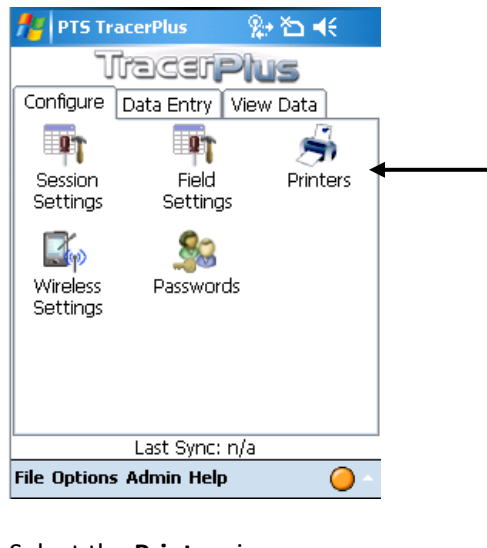 PTS TracerPlus
TracerPlus
Configure Data Entry View Data
Session Settings
Field Settings
Printers
Wireless Settings
Passwords
Last Sync: n/a
File Options Admin Help